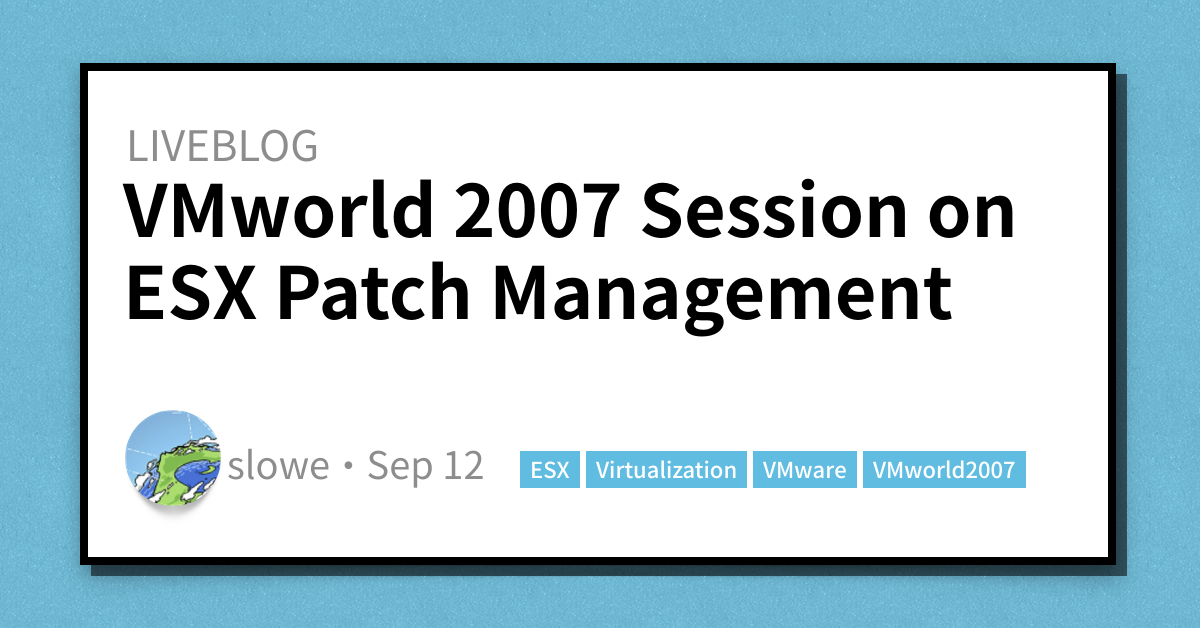 LIVEBLOG
VMworld 2007 Session on
ESX Patch Management
slowe • Sep 12
ESX Virtualization VMware VMworld2007